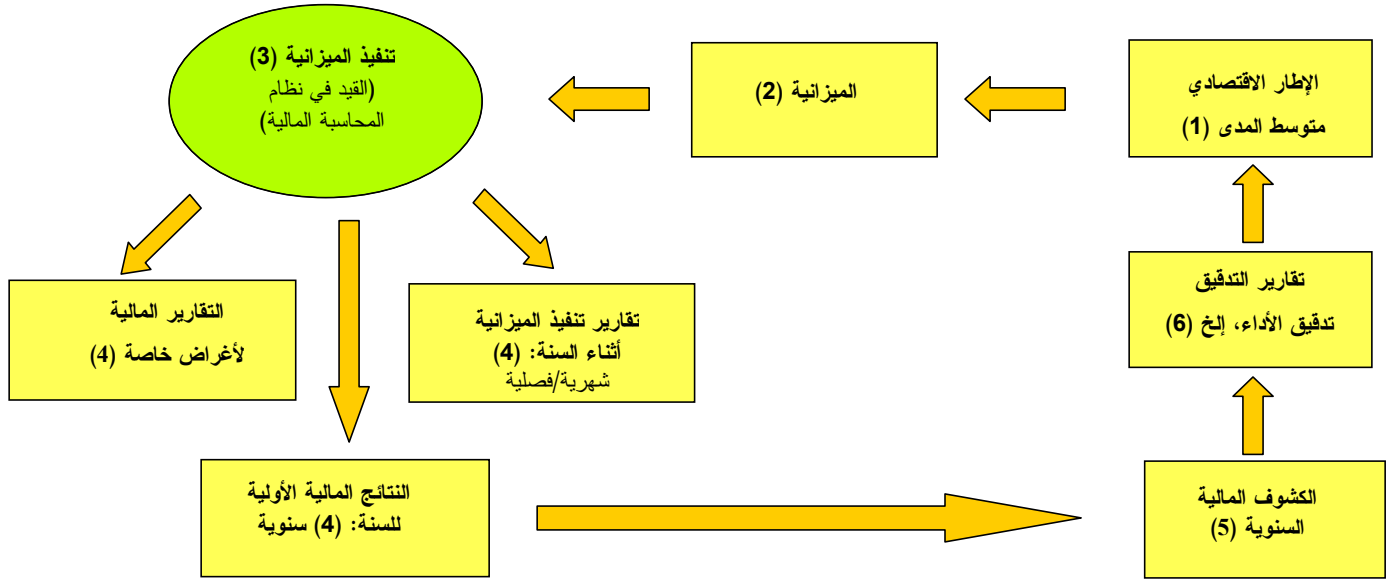 الإطار الاقتصادي
متوسط المدى (1)
الميزانية (2)
تنفيذ الميزانية (3)
(القيد في نظام
المحاسبة المالية)
تقارير تنفيذ الميزانية
أثناء السنة: (4)
شهرية/فصلية
التقارير المالية
لأغراض خاصة (4)
النتائج المالية الأولية
للسنة: (4) سنوية
الكشوف المالية
السنوية (5)
تقارير التدقيق
تدقيق الأداء، إلخ (6)